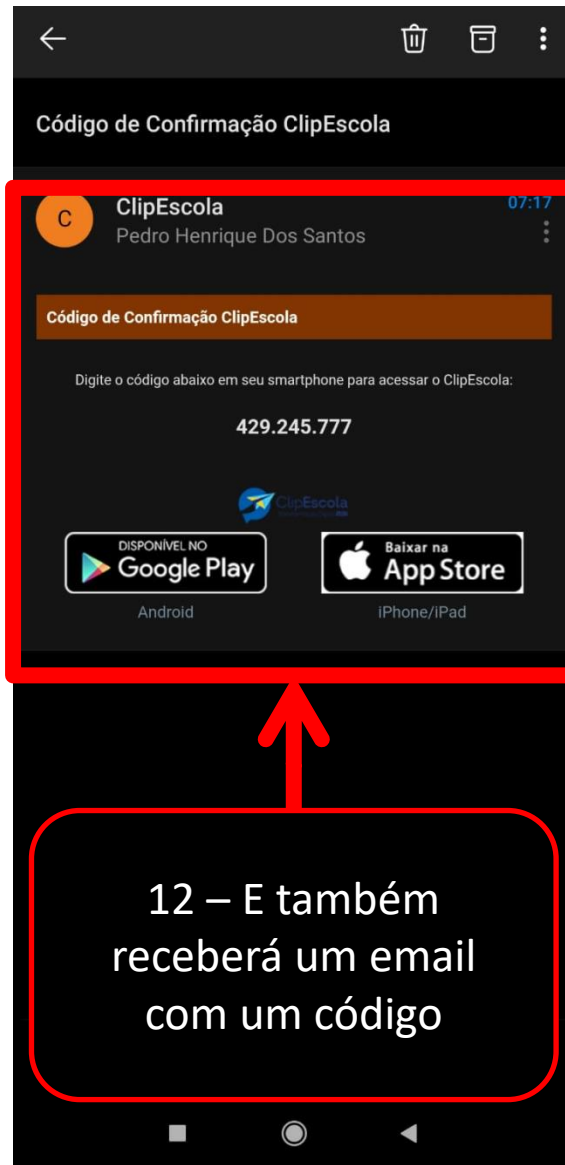 Código de Confirmação ClipEscola
C
ClipEscola
07:17
Pedro Henrique Dos Santos
Código de Confirmação ClipEscola
Digite o código abaixo em seu smartphone para acessar o ClipEscola:
429.245.777
ClipEscola
DISPONÍVEL NO
Google Play
Baixar na
App Store
Android
iPhone/iPad
12 – E também
receberá um email
com um código